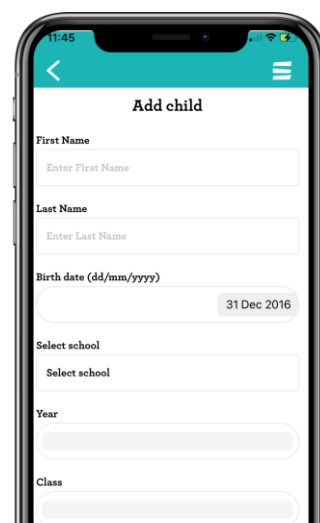 11:45
Add child
First Name
Enter First Name
Last Name
Enter Last Name
Birth date (dd/mm/yyyy)
31 Dec 2016
Select school
Select school
Year
Class